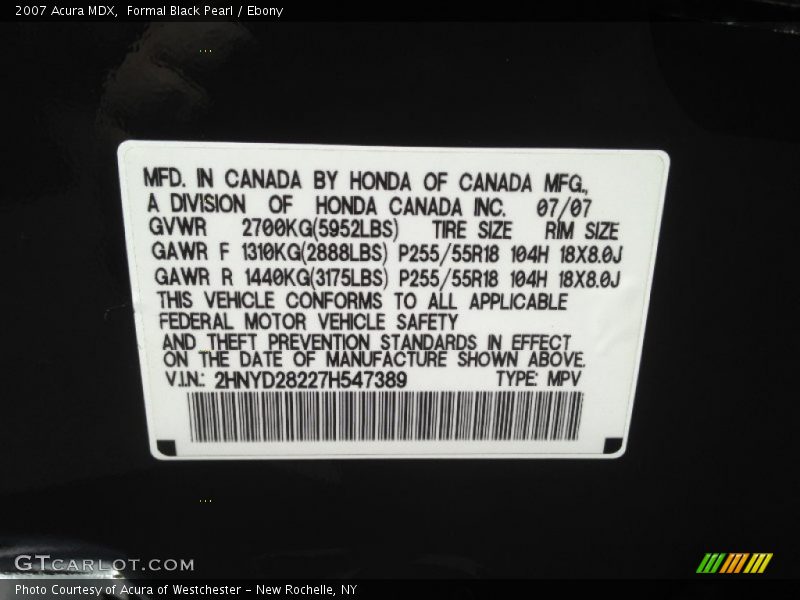 2007 Acura MDX,  Formal Black Pearl / Ebony
MFD. IN CANADA BY HONDA OF CANADA MFG.,
A DIVISION OF HONDA CANADA INC. 07/07
GVWR 2700KG(5952LBS) TIRE SIZE RIM SIZE
GAWR F 1310KG(2888LBS) P255/55R18 104H 18X8.0J
GAWR R 1440KG(3175LBS) P255/55R18 104H 18X8.0J
THIS VEHICLE CONFORMS TO ALL APPLICABLE
FEDERAL MOTOR VEHICLE SAFETY
AND THEFT PREVENTION STANDARDS IN EFFECT
ON THE DATE OF MANUFACTURE SHOWN ABOVE.
V.I.N.: 2HNYD28227H547389 TYPE: MPV
GTCARLOT.COM
Photo Courtesy of Acura of Westchester - New Rochelle, NY